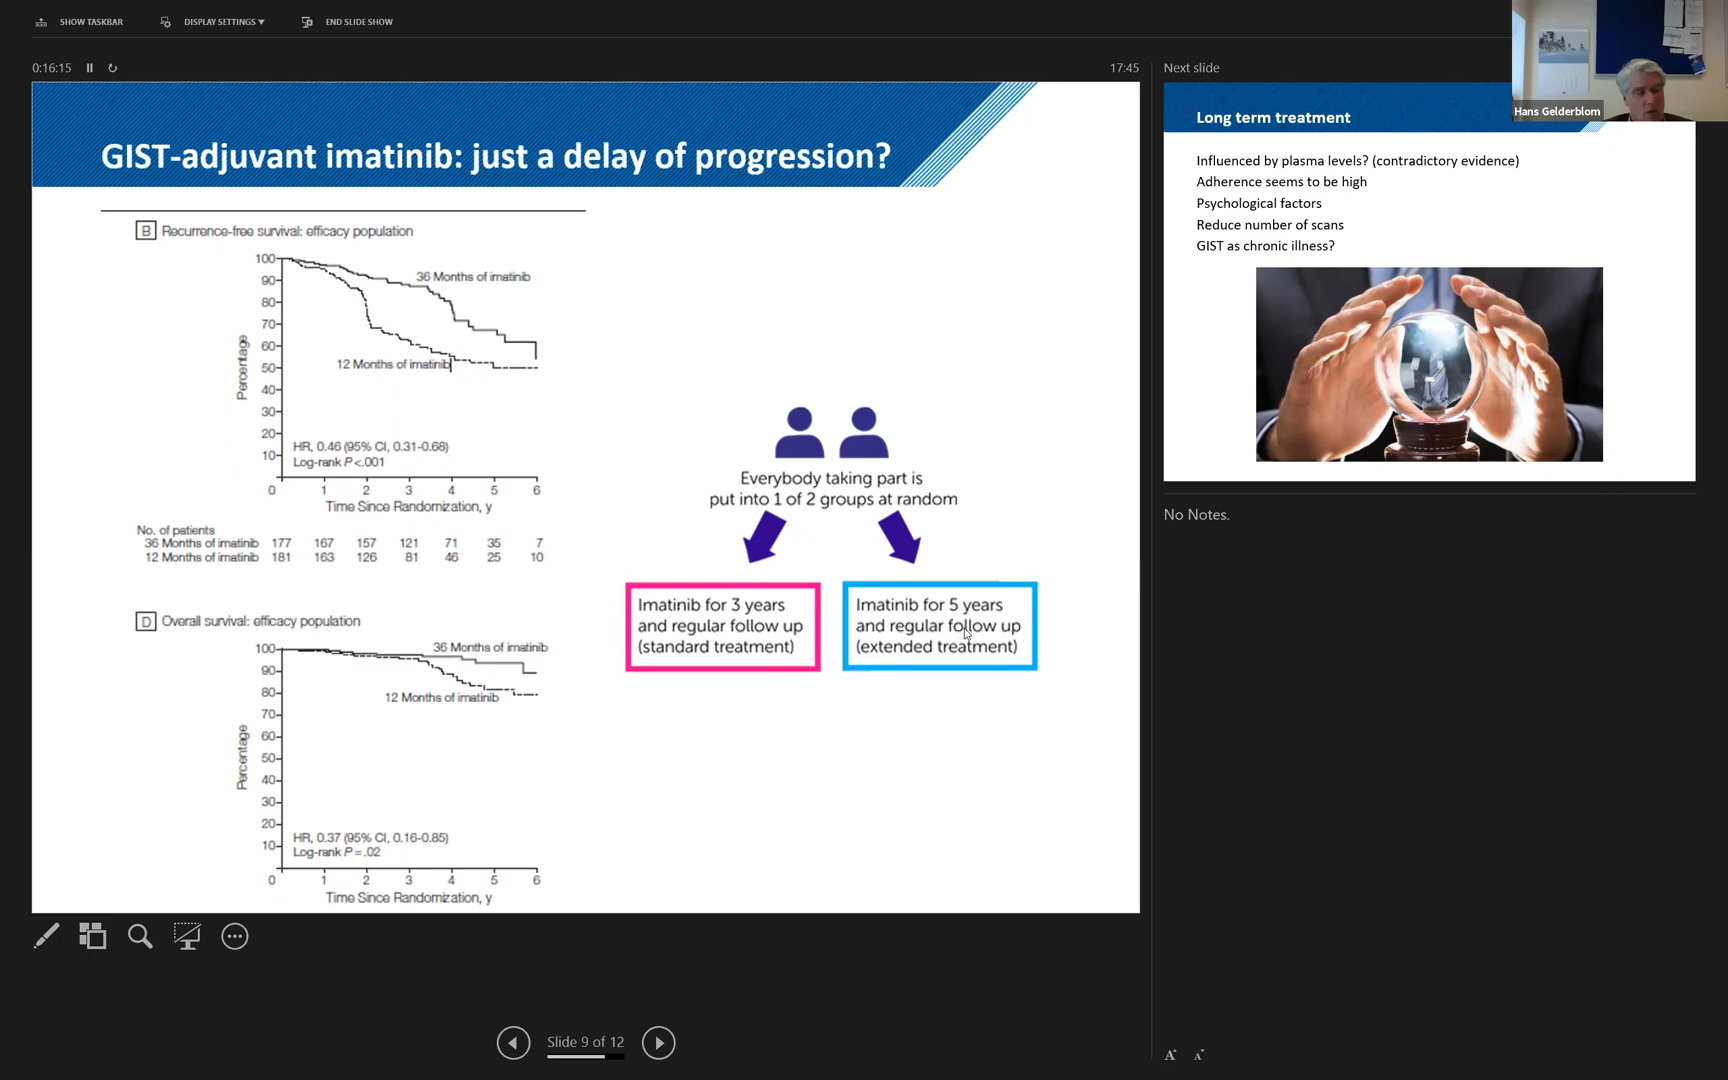 SHOW TASKBAR
DISPLAY SETTINGS ▼
END SLIDE SHOW
0:16:15
17:45
Next slide
GIST-adjuvant imatinib: just a delay of progression?
B Recurrence-free survival: efficacy population
100
90
80
70
60
50
40
30
20
10
0
Percentage
36 Months of imatinib
12 Months of imatinib
HR, 0.46 (95% CI, 0.31-0.68)
Log-rank P<.001
1 2 3 4 5 6
Time Since Randomization, y
No. of patients
36 Months of imatinib 177 167 157 121 71 35 7
12 Months of imatinib 181 163 126 81 46 25 10
D Overall survival: efficacy population
100
90
80
70
60
50
40
30
20
10
0
Percentage
36 Months of imatinib
12 Months of imatinib
HR, 0.37 (95% CI, 0.16-0.85)
Log-rank P=.02
1 2 3 4 5 6
Time Since Randomization, y
Everybody taking part is
put into 1 of 2 groups at random
Imatinib for 3 years
and regular follow up
(standard treatment)
Imatinib for 5 years
and regular follow up
(extended treatment)
Long term treatment
Influenced by plasma levels? (contradictory evidence)
Adherence seems to be high
Psychological factors
Reduce number of scans
GIST as chronic illness?
Hans Gelderblom
No Notes.
Slide 9 of 12
A A